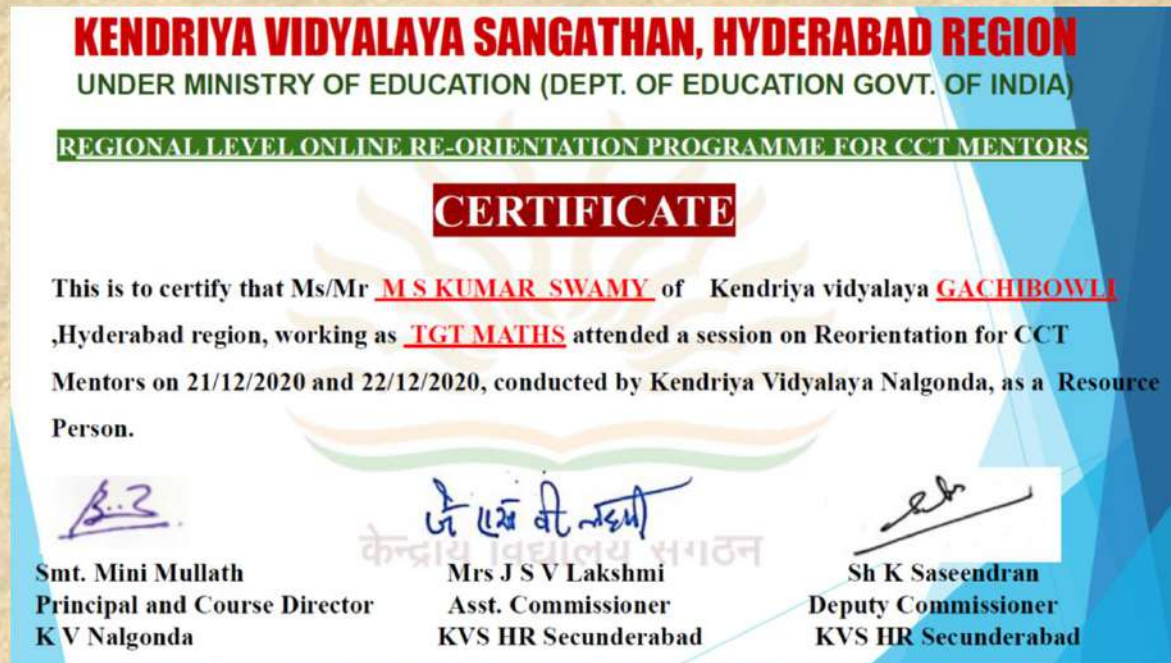 KENDRIYA VIDYALAYA SANGATHAN, HYDERABAD REGION
UNDER MINISTRY OF EDUCATION (DEPT. OF EDUCATION GOVT. OF INDIA)
REGIONAL LEVEL ONLINE RE-ORIENTATION PROGRAMME FOR CCT MENTORS
CERTIFICATE
This is to certify that Ms/Mr M S KUMAR SWAMY of Kendriya vidyalaya GACHIBOWLI
,Hyderabad region, working as TGT MATHS attended a session on Reorientation for CCT
Mentors on 21/12/2020 and 22/12/2020, conducted by Kendriya Vidyalaya Nalgonda, as a Resource
Person.
जे एस वी लक्ष्मी
केन्द्रीय विद्यालय संगठन
Smt. Mini Mullath Mrs J S V Lakshmi Sh K Saseendran
Principal and Course Director Asst. Commissioner Deputy Commissioner
K V Nalgonda KVS HR Secunderabad KVS HR Secunderabad